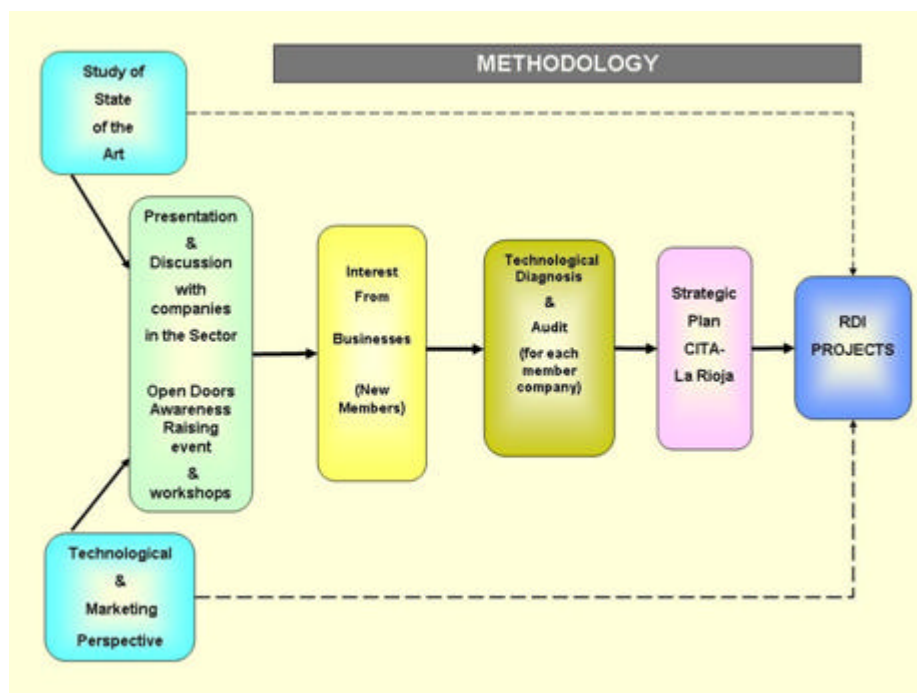 METHODOLOGY
Study of
State
of the
Art
Presentation
&
Discussion
with
companies
in the Sector
Open Doors
Awareness
Raising
event
&
workshops
Interest
From
Businesses
(New
Members)
Technological
Diagnosis
&
Audit
(for each
member
company)
Strategic
Plan
CITA-
La Rioja
RDI
PROJECTS
Technological
&
Marketing
Perspective